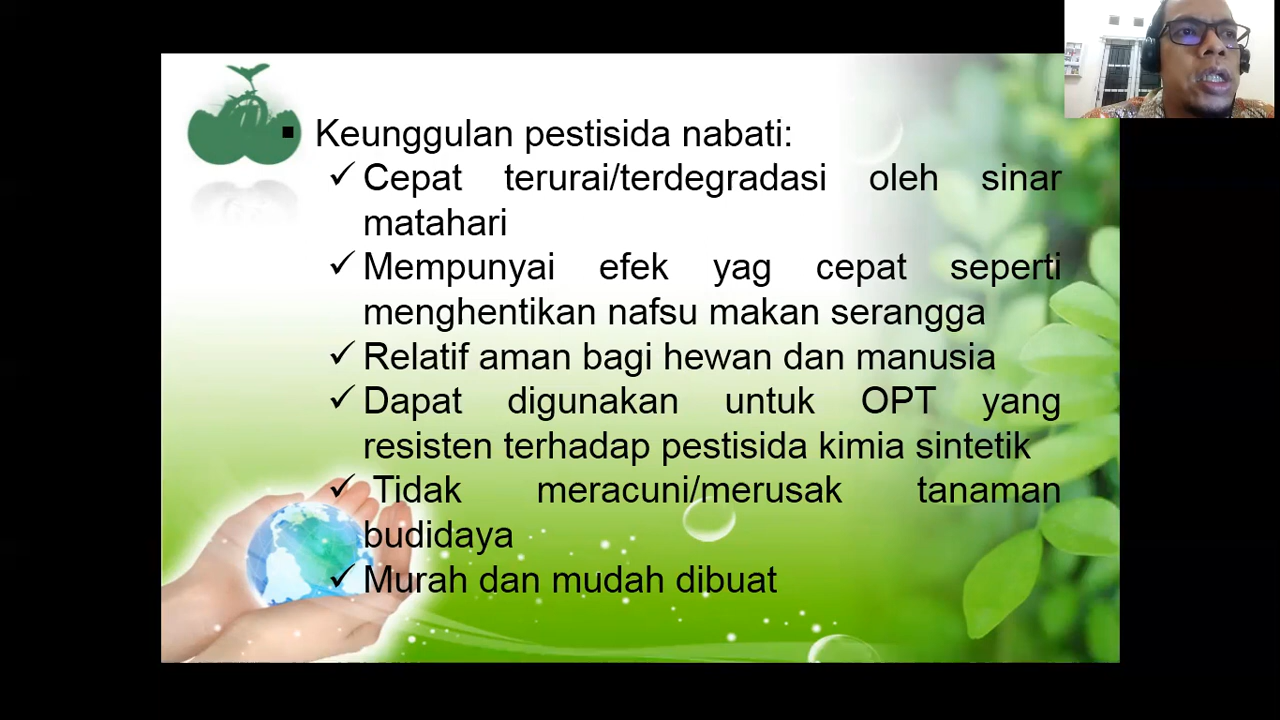 Keunggulan pestisida nabati:
Cepat terurai/terdegradasi oleh sinar
matahari
Mempunyai efek yag cepat seperti
menghentikan nafsu makan serangga
Relatif aman bagi hewan dan manusia
Dapat digunakan untuk OPT yang
resisten terhadap pestisida kimia sintetik
Tidak meracuni/merusak tanaman
budidaya
Murah dan mudah dibuat